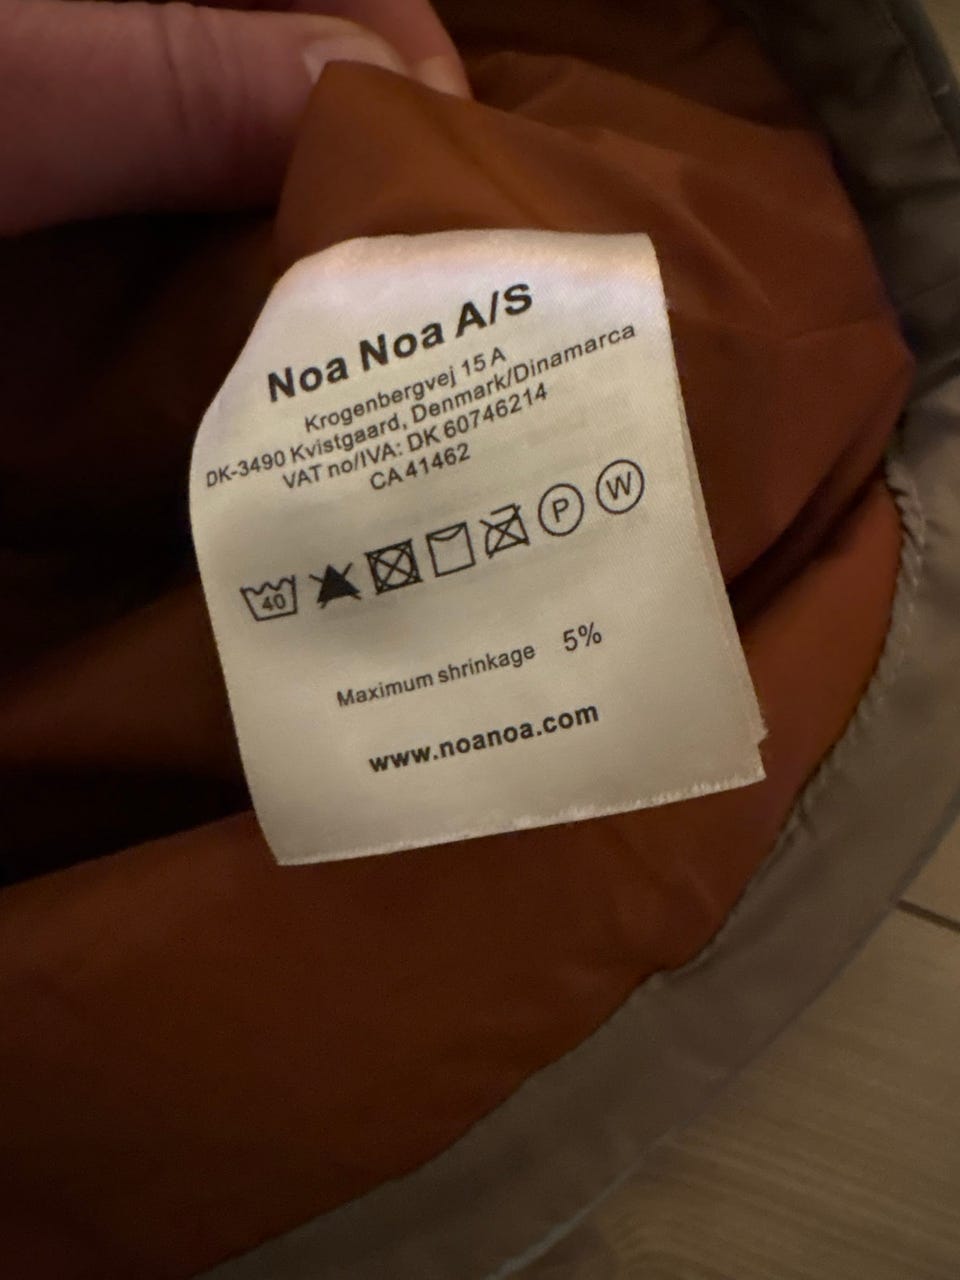 Noa Noa A/S
Krogenbergvej 15 A
DK-3490 Kvistgaard, Denmark/Dinamarca
VAT no/IVA: DK 60746214
CA 41462
40 P W
Maximum shrinkage 5%
www.noanoa.com